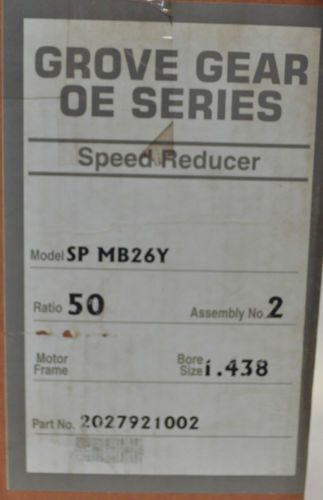 GROVE GEAR
OE SERIES
Speed Reducer
Model SP MB26Y
Ratio 50 Assembly No. 2
Motor Frame Bore Size 1.438
Part No. 2027921002